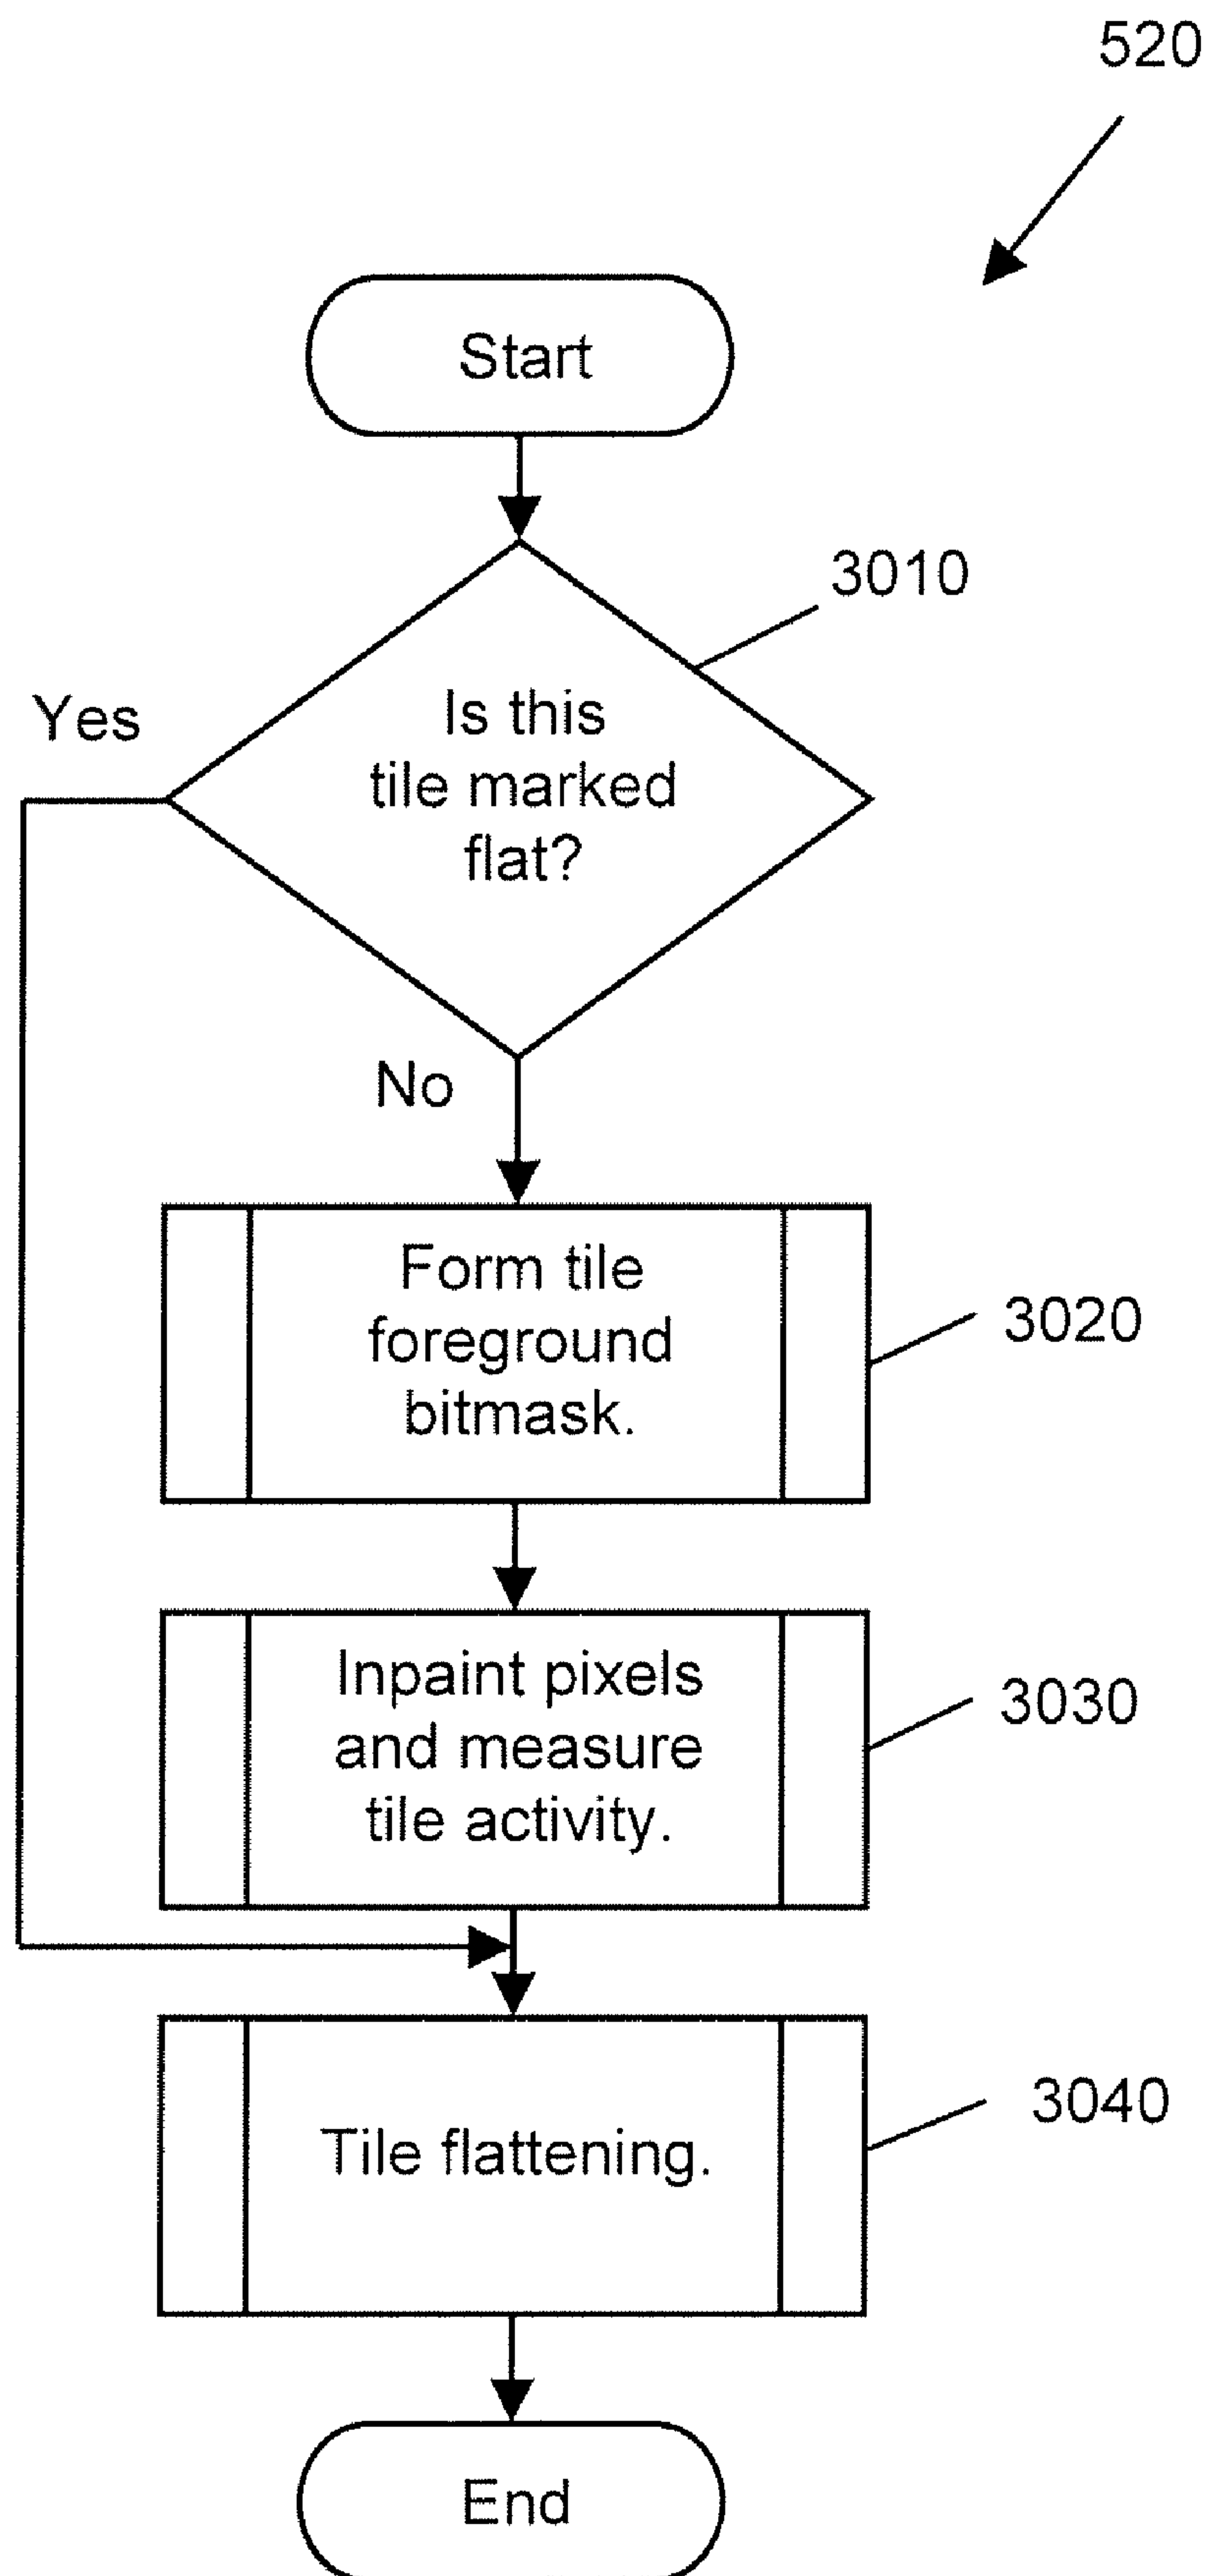 520
Start
3010
Is this
tile marked
flat?
Yes
No
Form tile
foreground
bitmask.
3020
Inpaint pixels
and measure
tile activity.
3030
Tile flattening.
3040
End